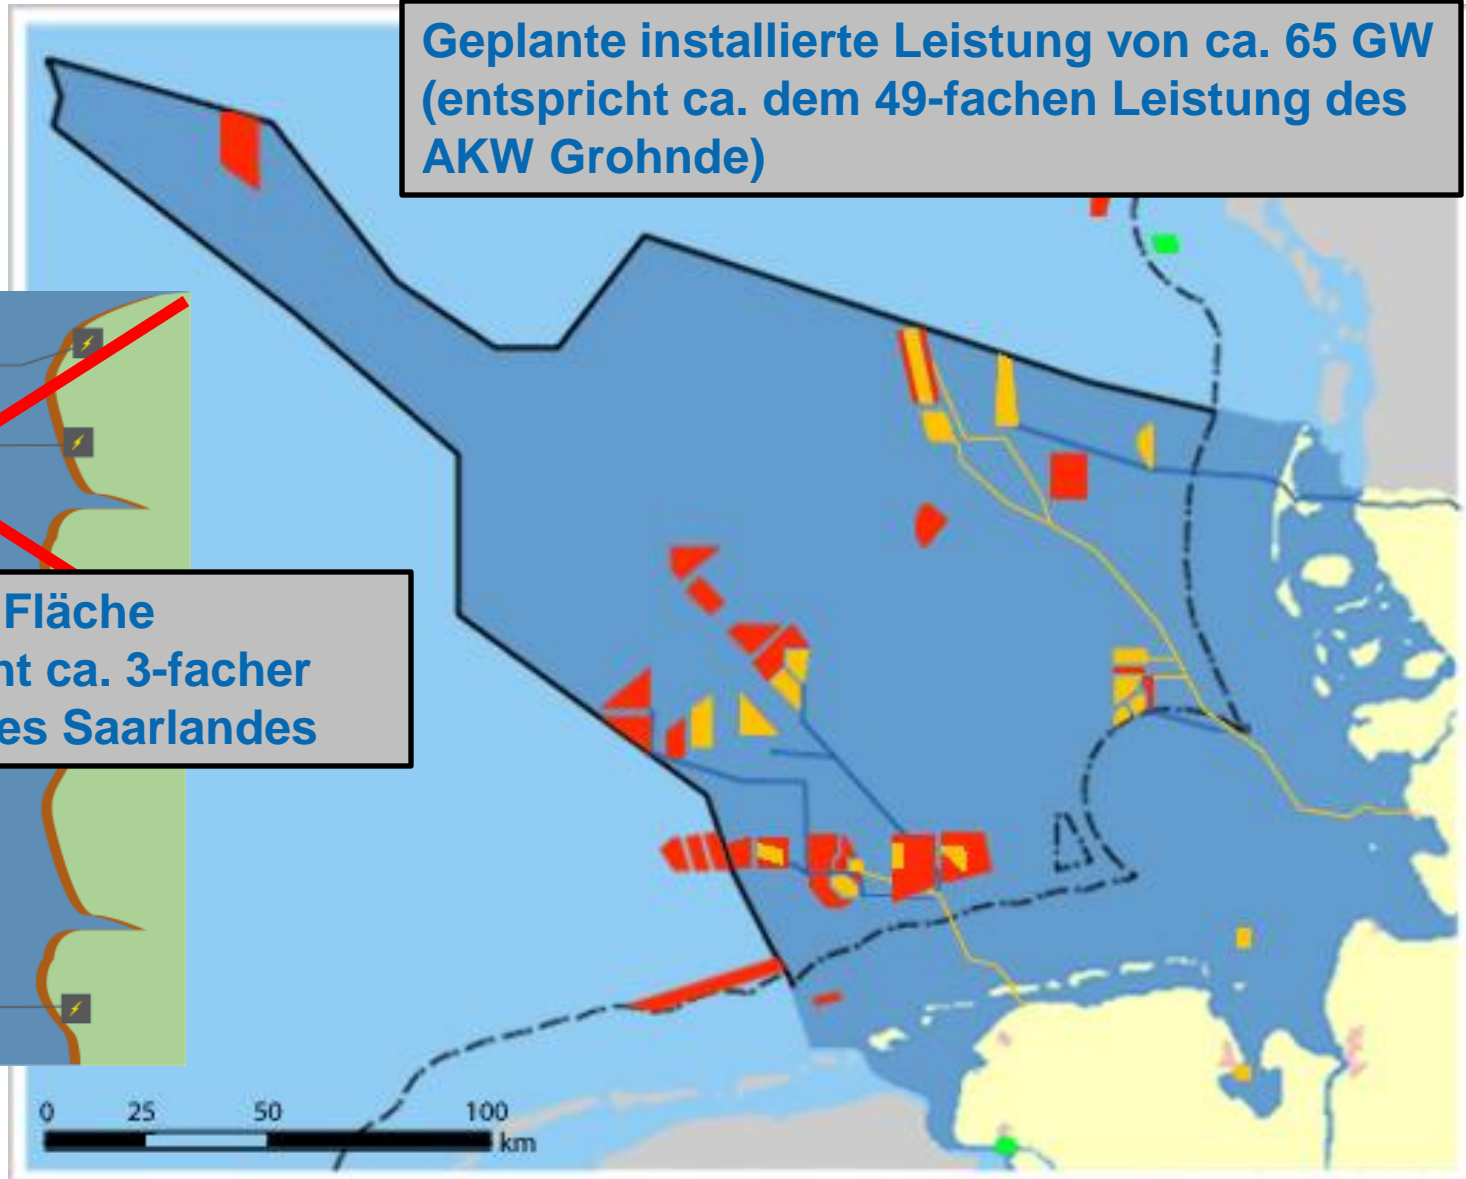 Geplante installierte Leistung von ca. 65 GW
(entspricht ca. dem 49-fachen Leistung des
AKW Grohnde)
Fläche
ht ca. 3-facher
es Saarlandes
0 25 50 100
km